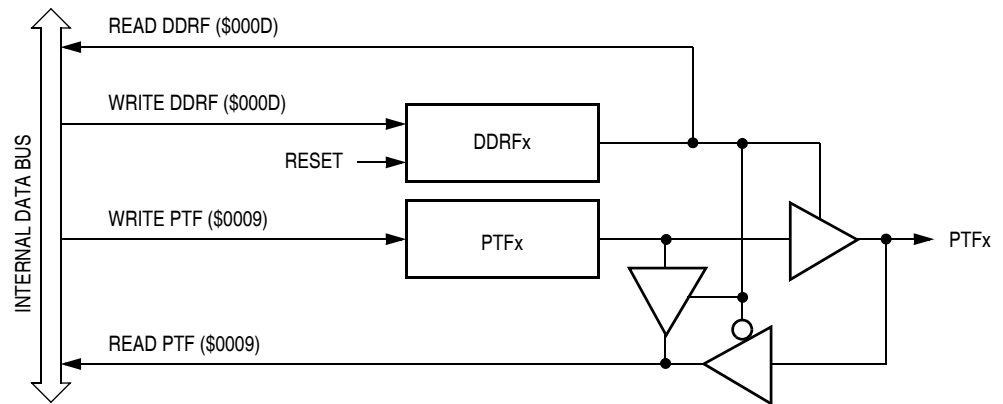 READ DDRF ($000D)
WRITE DDRF ($000D)
DDRFx
RESET
WRITE PTF ($0009)
PTFx
PTFx
READ PTF ($0009)
INTERNAL DATA BUS